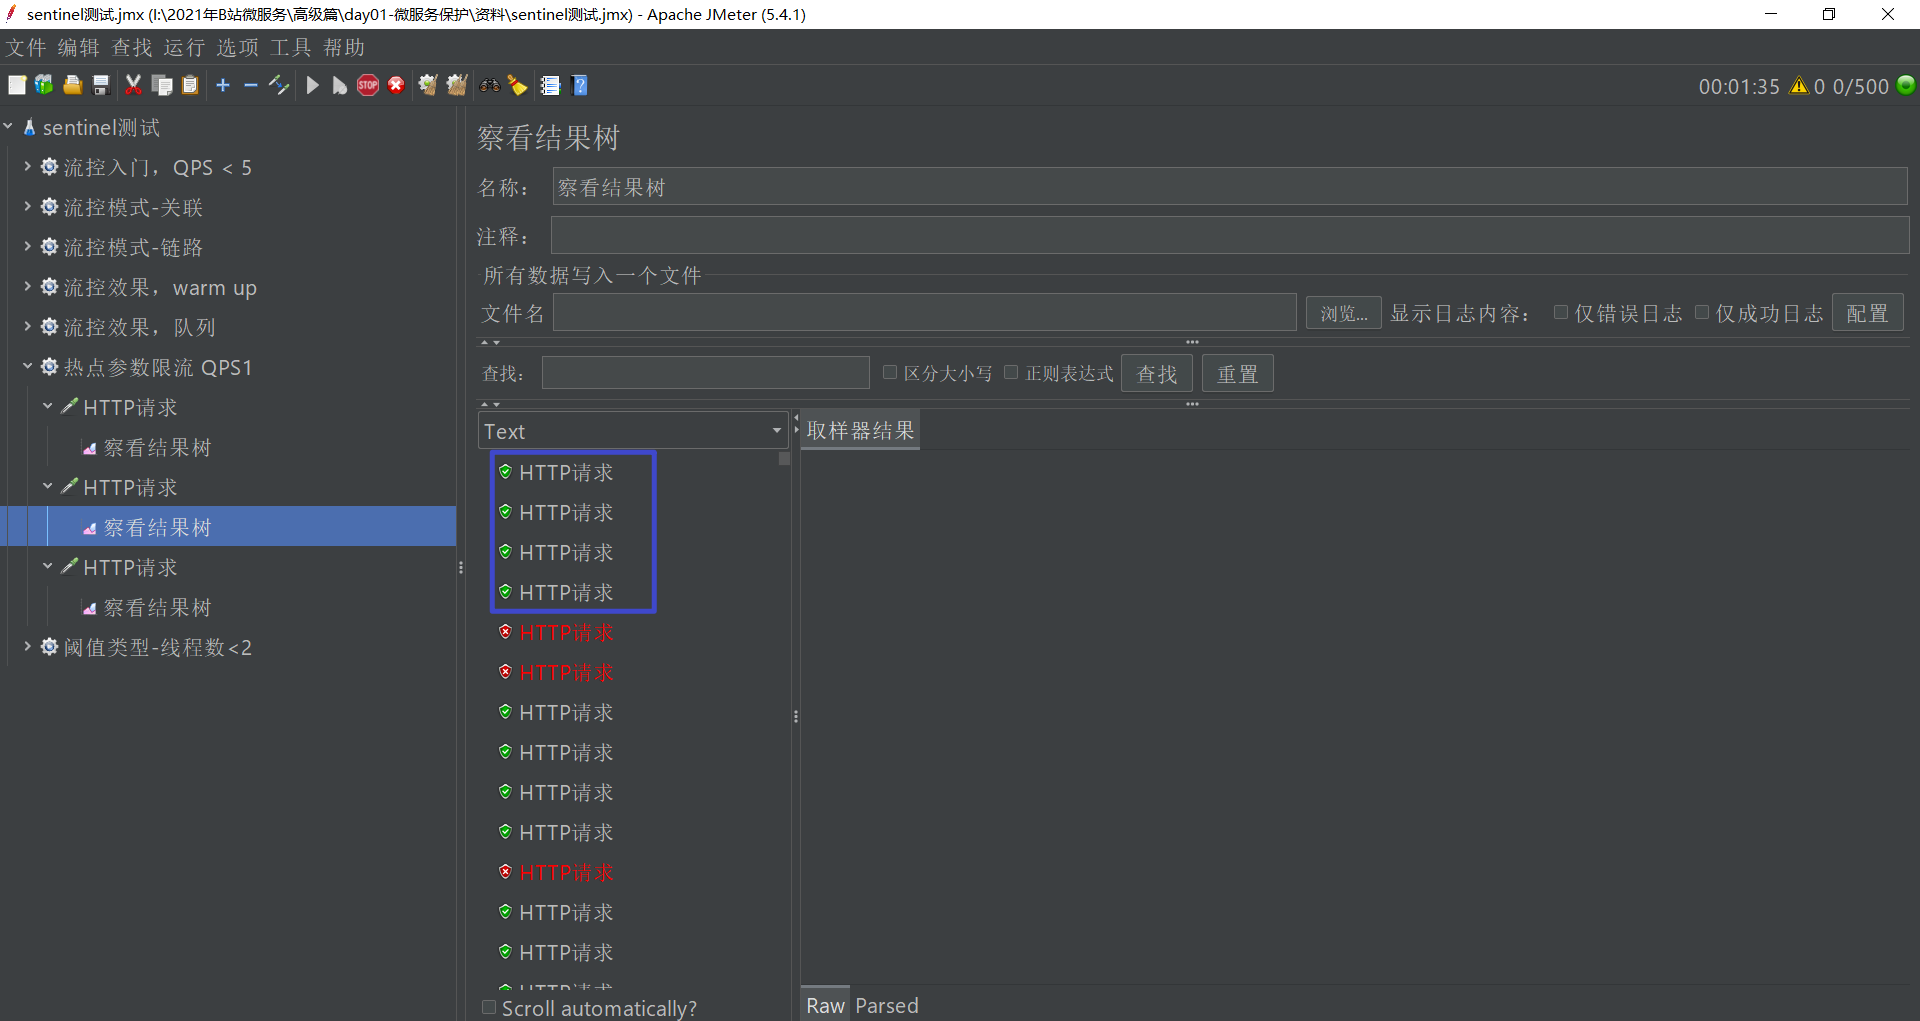 sentinel测试.jmx (I:\2021年B站微服务\高级篇\day01-微服务保护\资料\sentinel测试.jmx) - Apache JMeter (5.4.1)
文件 编辑 查找 运行 选项 工具 帮助
STOP
00:01:35 0 0/500
sentinel测试
流控入门，QPS < 5
流控模式-关联
流控模式-链路
流控效果，warm up
流控效果，队列
热点参数限流 QPS1
HTTP请求
察看结果树
HTTP请求
察看结果树
HTTP请求
察看结果树
阈值类型-线程数<2
察看结果树
名称：
察看结果树
注释：
所有数据写入一个文件
文件名
浏览...
显示日志内容：
仅错误日志
仅成功日志
配置
查找：
区分大小写
正则表达式
查找
重置
Text
取样器结果
HTTP请求
HTTP请求
HTTP请求
HTTP请求
HTTP请求
HTTP请求
HTTP请求
HTTP请求
HTTP请求
HTTP请求
HTTP请求
HTTP请求
HTTP请求
HTTP请求
Scroll automatically?
Raw Parsed